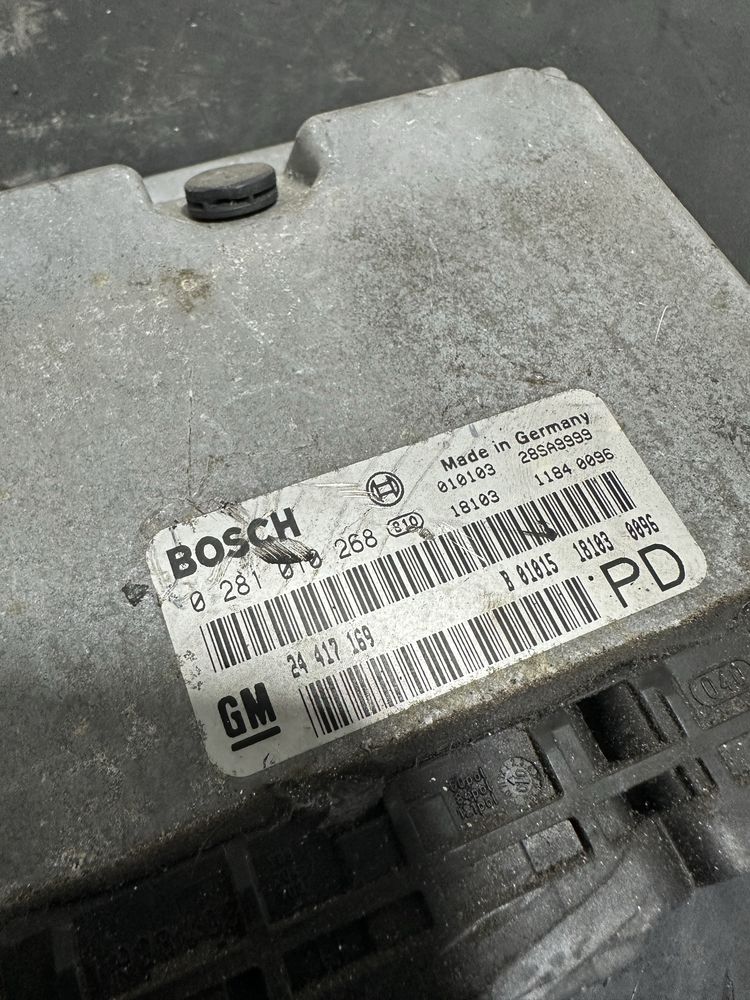 BOSCH
Made in Germany
010103 28SA9999
0 281 010 268 810 18103 1184 0096
24 417 169 B 01015 18103 0096
GM PD
040